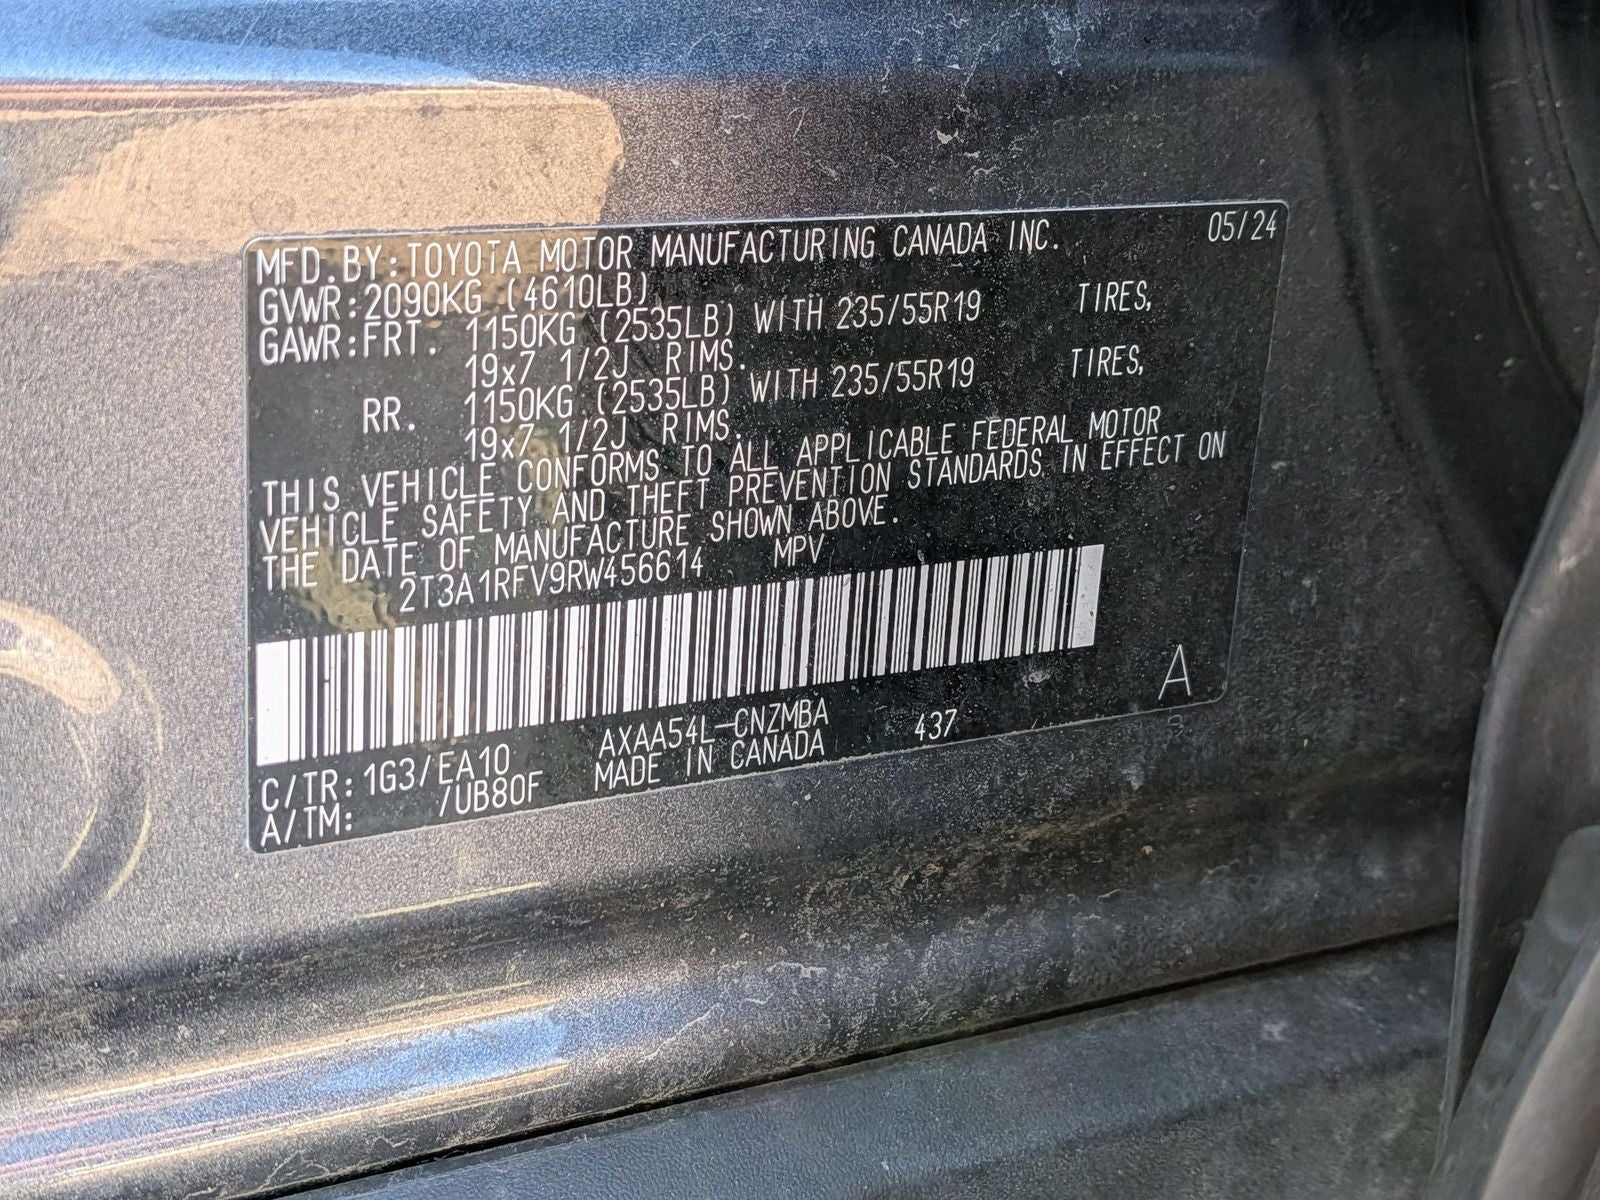 MFD.BY:TOYOTA MOTOR MANUFACTURING CANADA INC. 05/24
GVWR:2090KG (4610LB)
GAWR:FRT. 1150KG (2535LB) WITH 235/55R19 TIRES,
19x7 1/2J RIMS.
RR. 1150KG (2535LB) WITH 235/55R19 TIRES,
19x7 1/2J RIMS.
THIS VEHICLE CONFORMS TO ALL APPLICABLE FEDERAL MOTOR
VEHICLE SAFETY AND THEFT PREVENTION STANDARDS IN EFFECT ON
THE DATE OF MANUFACTURE SHOWN ABOVE.
2T3A1RFV9RW456614 MPV
A
C/TR:1G3/EA10 AXAA54L-CNZMBA 437
A/TM: /UB80F MADE IN CANADA